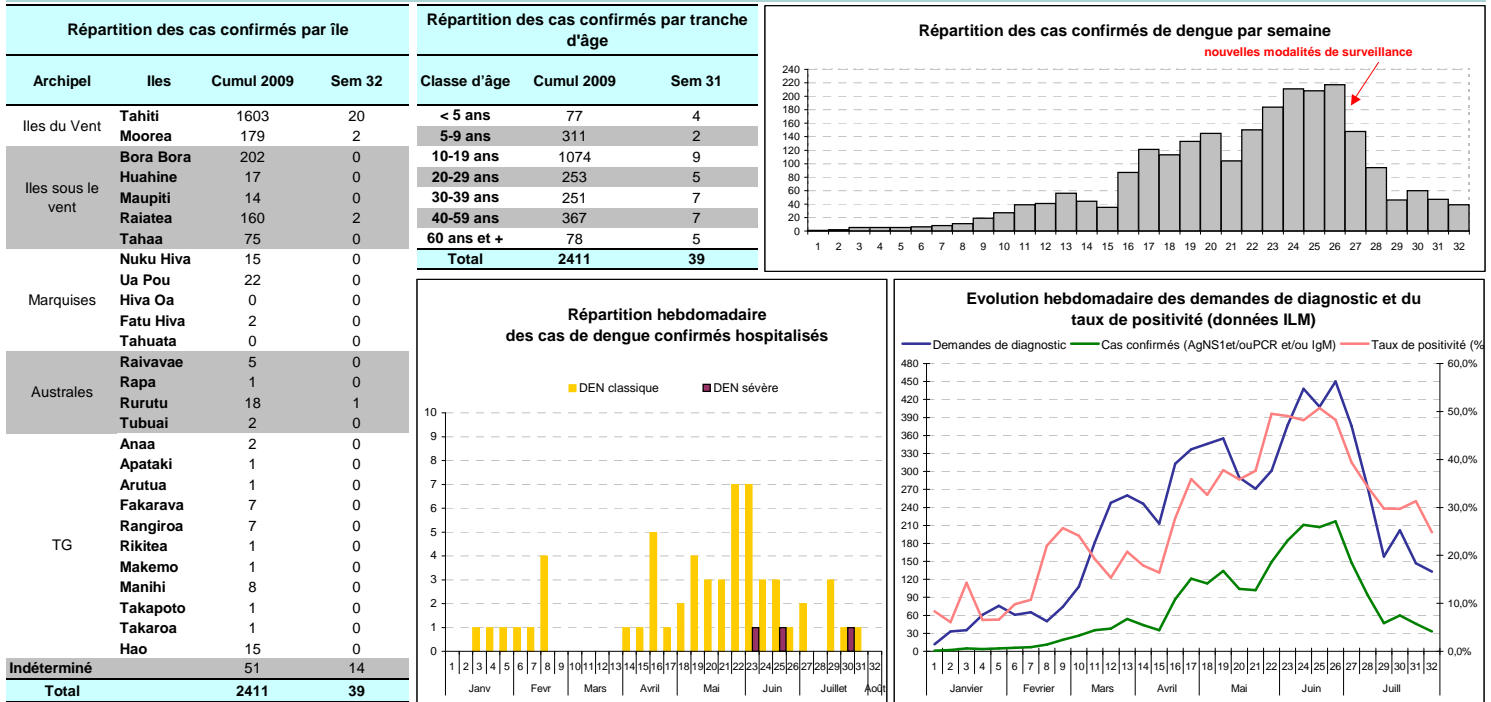 Répartition des cas confirmés par île
Archipel Iles Cumul 2009 Sem 32
Iles du Vent
Tahiti 1603 20
Moorea 179 2
Iles sous le vent
Bora Bora 202 0
Huahine 17 0
Maupiti 14 0
Raiatea 160 2
Tahaa 75 0
Marquises
Nuku Hiva 15 0
Ua Pou 22 0
Hiva Oa 0 0
Fatu Hiva 2 0
Tahuata 0 0
Australes
Raivavae 5 0
Rapa 1 0
Rurutu 18 1
Tubuai 2 0
TG
Anaa 2 0
Apataki 1 0
Arutua 1 0
Fakarava 7 0
Rangiroa 7 0
Rikitea 1 0
Makemo 1 0
Manihi 8 0
Takapoto 1 0
Takaroa 1 0
Hao 15 0
Indéterminé 51 14
Total 2411 39
Répartition des cas confirmés par tranche
d'âge
Classe d'âge Cumul 2009 Sem 31
< 5 ans 77 4
5-9 ans 311 2
10-19 ans 1074 9
20-29 ans 253 5
30-39 ans 251 7
40-59 ans 367 7
60 ans et + 78 5
Total 2411 39
Répartition des cas confirmés de dengue par semaine
nouvelles modalités de surveillance
240
220
200
180
160
140
120
100
80
60
40
20
0
1 2 3 4 5 6 7 8 9 10 11 12 13 14 15 16 17 18 19 20 21 22 23 24 25 26 27 28 29 30 31 32
Répartition hebdomadaire
des cas de dengue confirmés hospitalisés
DEN classique DEN sévère
10
9
8
7
6
5
4
3
2
1
0
1 2 3 4 5 6 7 8 9 10 11 12 13 14 15 16 17 18 19 20 21 22 23 24 25 26 27 28 29 30 31 32
Janv Fevr Mars Avril Mai Juin Juillet Août
Evolution hebdomadaire des demandes de diagnostic et du
taux de positivité (données ILM)
Demandes de diagnostic Cas confirmés (AgNS1et/ouPCR et/ou IgM) Taux de positivité (%
480
450
420
390
360
330
300
270
240
210
180
150
120
90
60
30
0
60,0%
50,0%
40,0%
30,0%
20,0%
10,0%
0,0%
1 2 3 4 5 6 7 8 9 10 11 12 13 14 15 16 17 18 19 20 21 22 23 24 25 26 27 28 29 30 31 32
Janvier Fevrier Mars Avril Mai Juin Juill